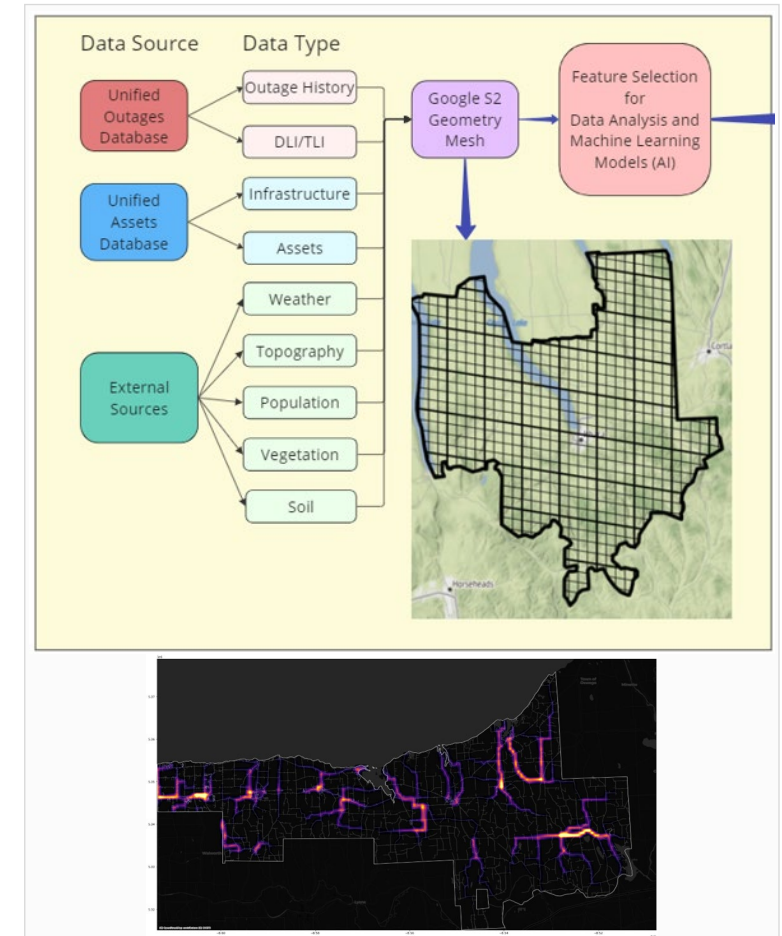 Data Source
Data Type
Unified
Outages
Database
Outage History
DLI/TLI
Unified
Assets
Database
Infrastructure
Assets
External
Sources
Weather
Topography
Population
Vegetation
Soil
Google S2
Geometry
Mesh
Feature Selection
for
Data Analysis and
Machine Learning
Models (AI)
Horseheads